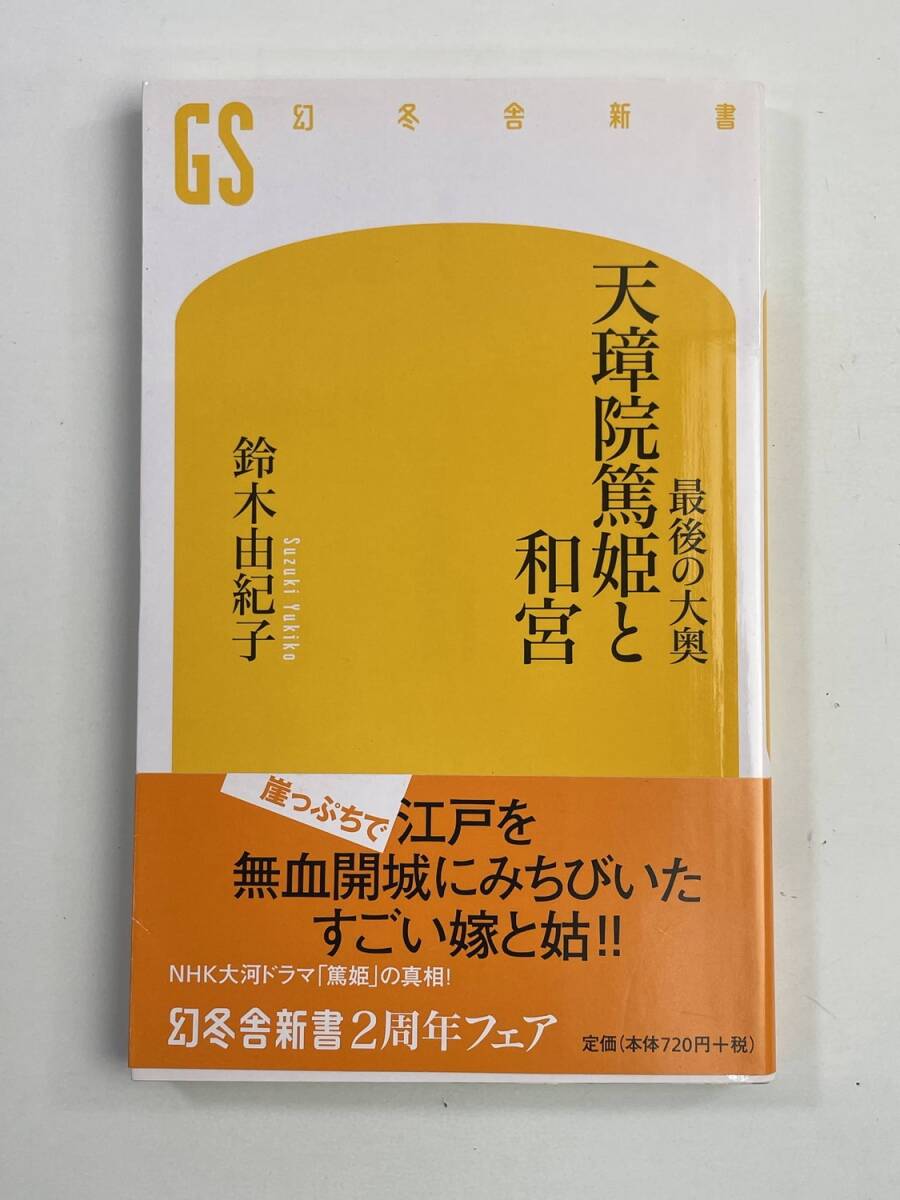 GS 幻冬舎新書
最後の大奥
天璋院篤姫と
和宮
鈴木由紀子
Suzuki Yukiko
崖っぷちで
江戸を
無血開城にみちびいた
すごい嫁と姑!!
NHK大河ドラマ「篤姫」の真相!
幻冬舎新書2周年フェア
定価(本体720円+税)